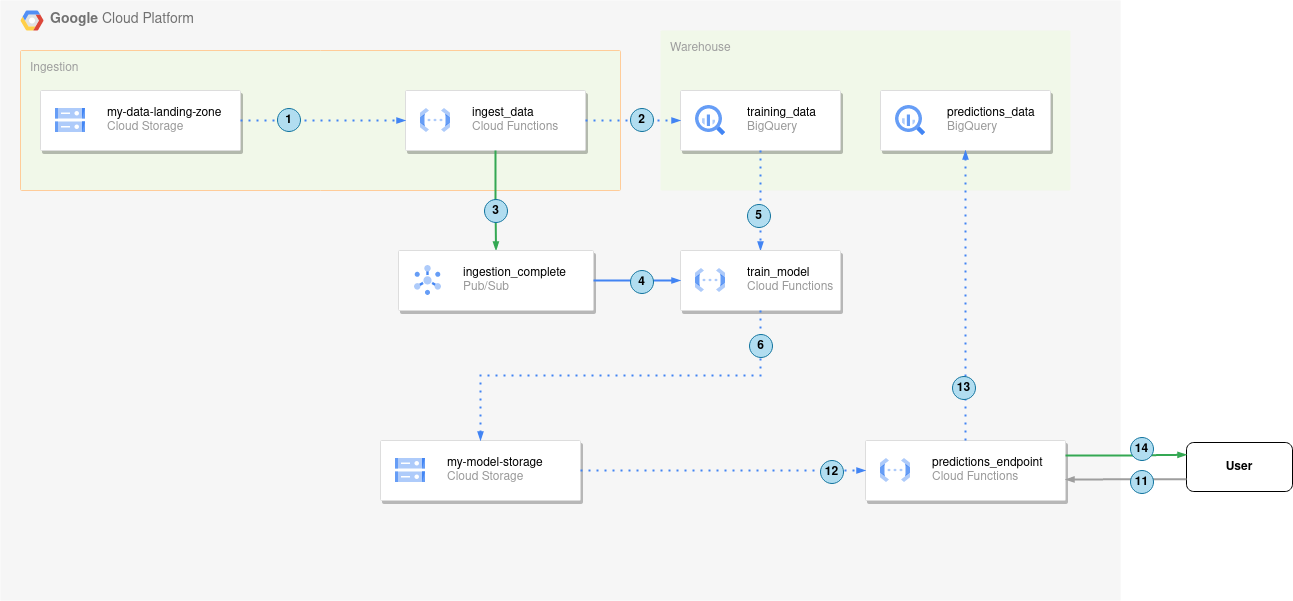 Google Cloud Platform
Ingestion
Warehouse
my-data-landing-zone
Cloud Storage
1
ingest_data
Cloud Functions
2
training_data
BigQuery
predictions_data
BigQuery
3
5
ingestion_complete
Pub/Sub
4
train_model
Cloud Functions
6
13
my-model-storage
Cloud Storage
12
predictions_endpoint
Cloud Functions
14
11
User